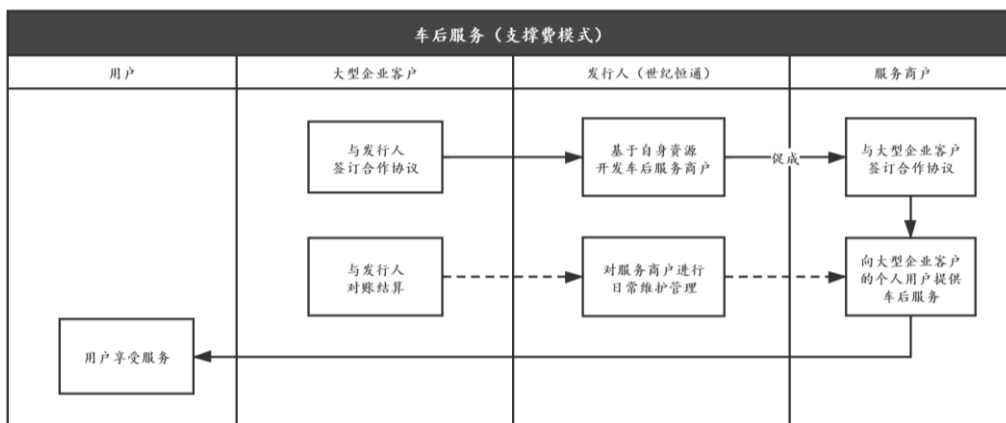 车后服务（支撑费模式）
用户
大型企业客户
发行人（世纪恒通）
服务商户
与发行人
签订合作协议
基于自身资源
开发车后服务商户
促成
与大型企业客户
签订合作协议
与发行人
对账结算
对服务商户进行
日常维护管理
向大型企业客户
的个人用户提供
车后服务
用户享受服务